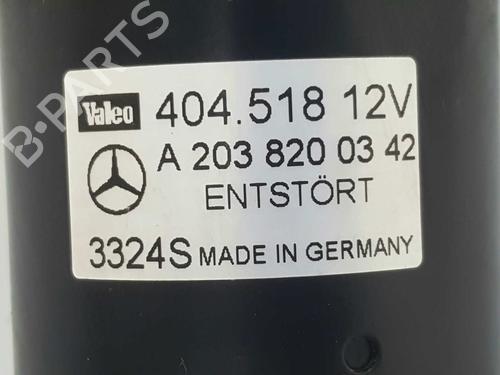 Valeo 404.518 12V
A 203 820 03 42
ENTSTÖRT
3324S MADE IN GERMANY
B-PARTS